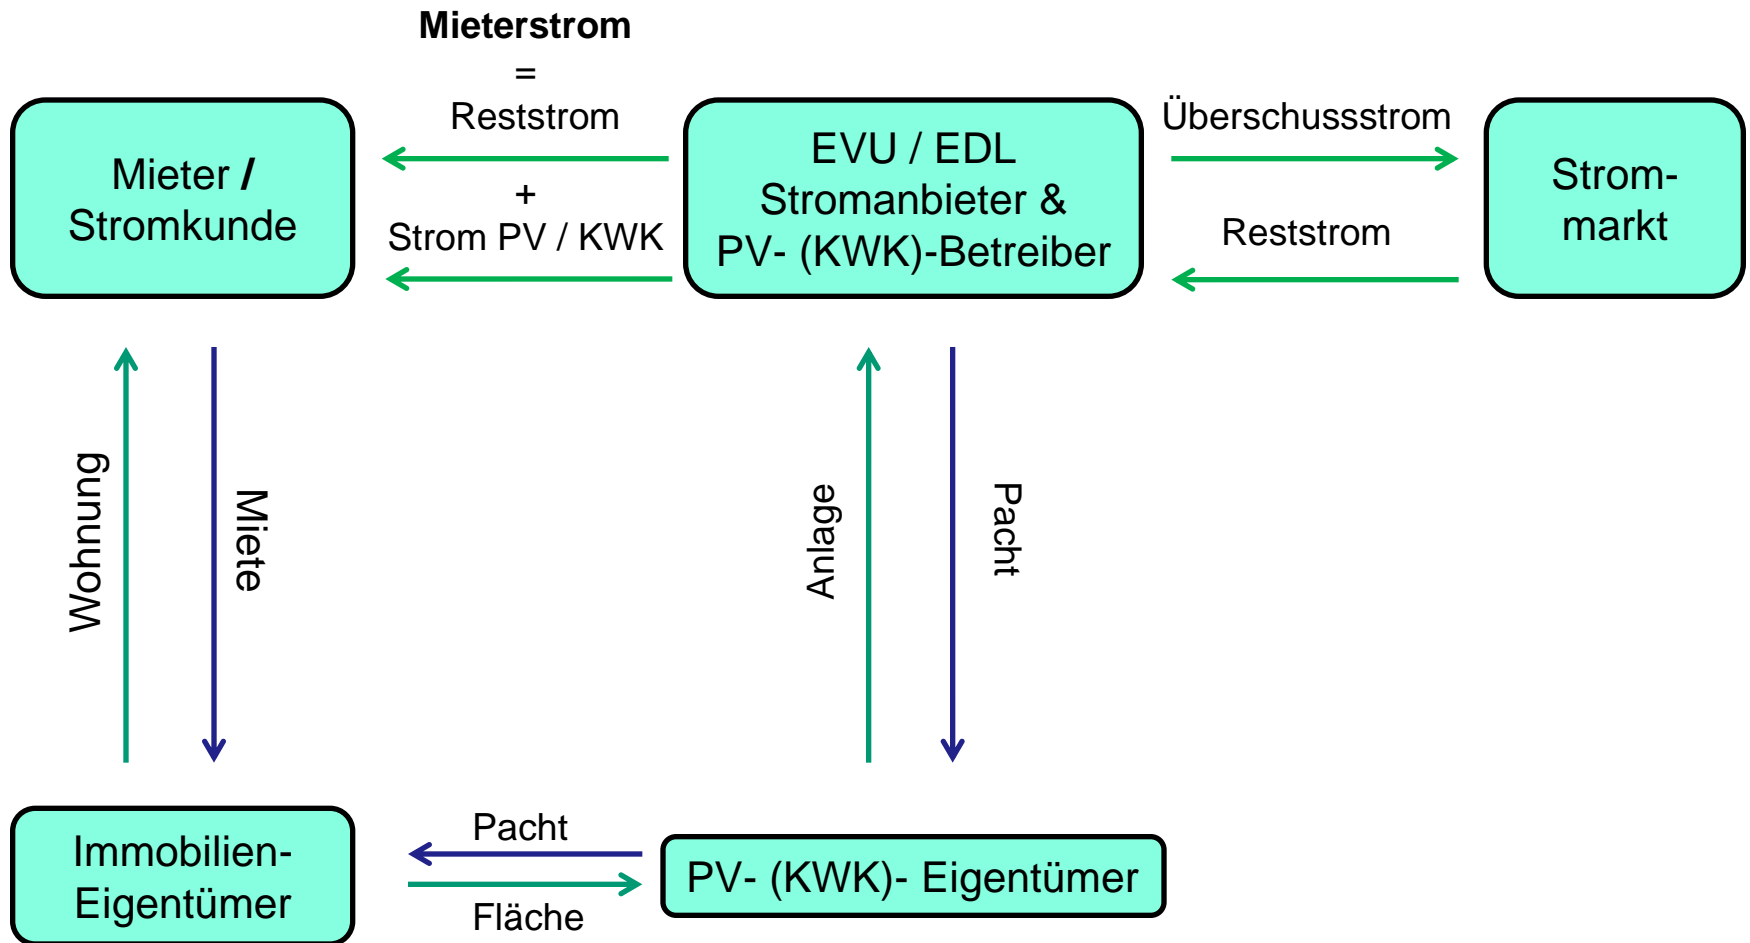 Mieterstrom
=
Reststrom
+
Strom PV / KWK
Mieter /
Stromkunde
EVU / EDL
Stromanbieter &
PV- (KWK)-Betreiber
Überschussstrom
Reststrom
Strom-
markt
Wohnung
Miete
Anlage
Pacht
Immobilien-
Eigentümer
Pacht
Fläche
PV- (KWK)- Eigentümer